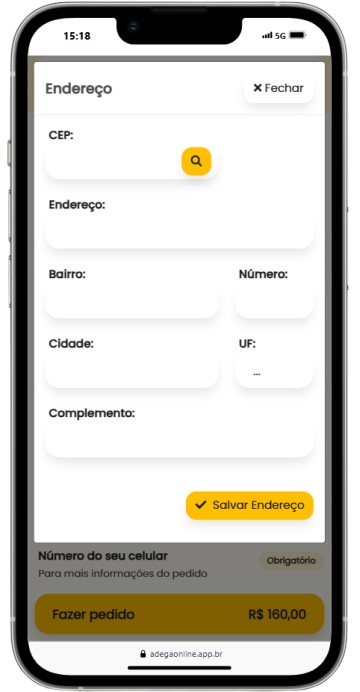 15:18
5G
Endereço
Fechar
CEP:
Endereço:
Bairro: Número:
Cidade: UF:
...
Complemento:
Salvar Endereço
Número do seu celular
Obrigatório
Para mais informações do pedido
Fazer pedido R$ 160,00
adegaonline.app.br